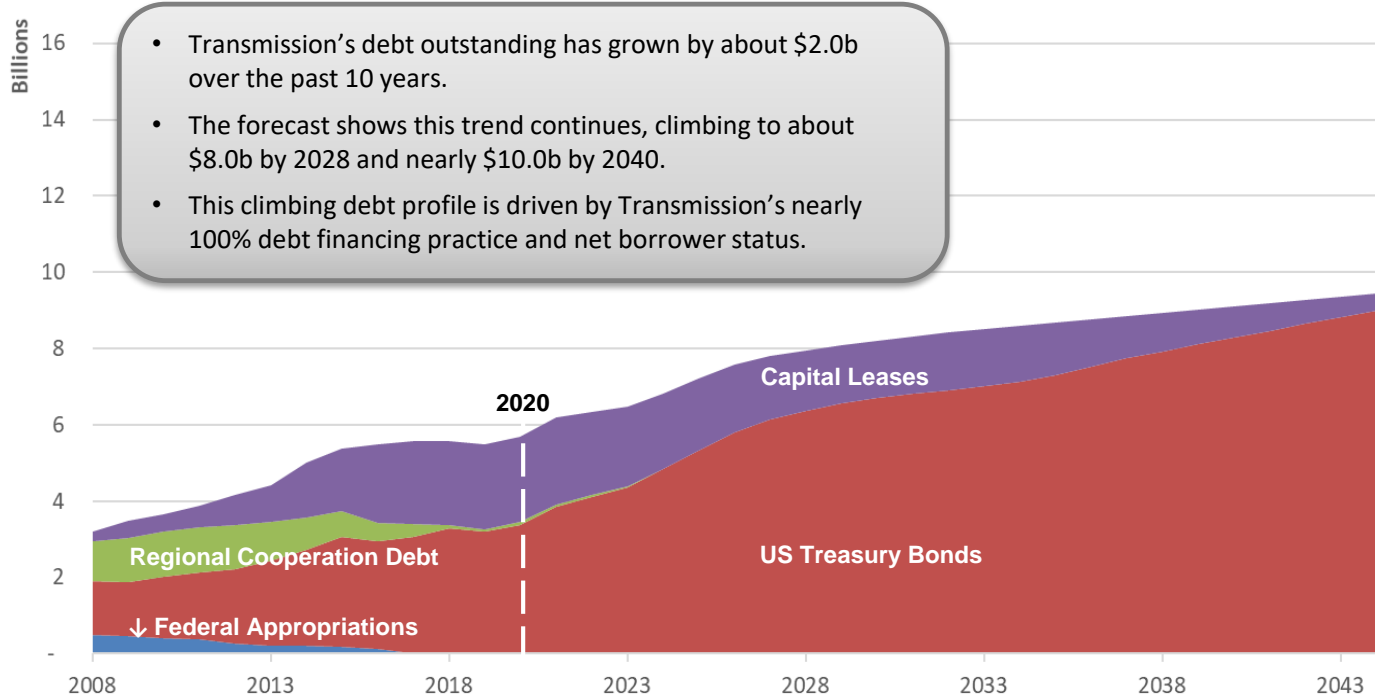 Billions
16
14
12
10
8
6
4
2
-
• Transmission’s debt outstanding has grown by about $2.0b
over the past 10 years.
• The forecast shows this trend continues, climbing to about
$8.0b by 2028 and nearly $10.0b by 2040.
• This climbing debt profile is driven by Transmission’s nearly
100% debt financing practice and net borrower status.
2020
Capital Leases
Regional Cooperation Debt
US Treasury Bonds
↓ Federal Appropriations
2008 2013 2018 2023 2028 2033 2038 2043